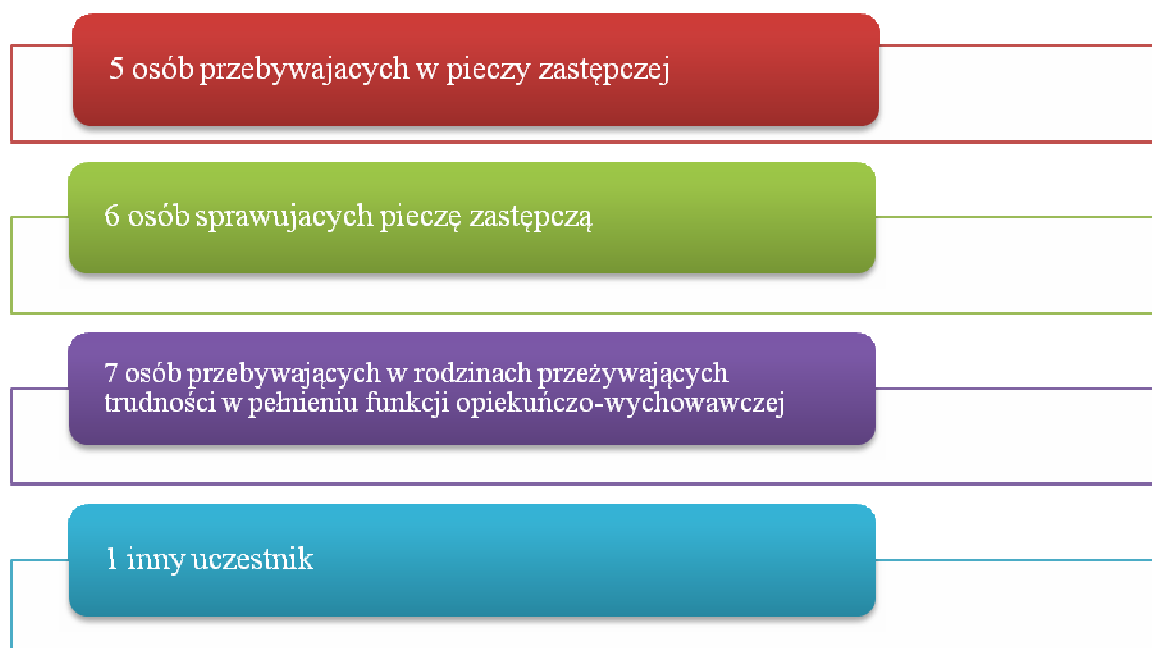 5 osób przebywajacych w pieczy zastępczej
6 osób sprawujacych pieczę zastępczą
7 osób przebywających w rodzinach przeżywających
trudności w pełnieniu funkcji opiekuńczo-wychowawczej
1 inny uczestnik